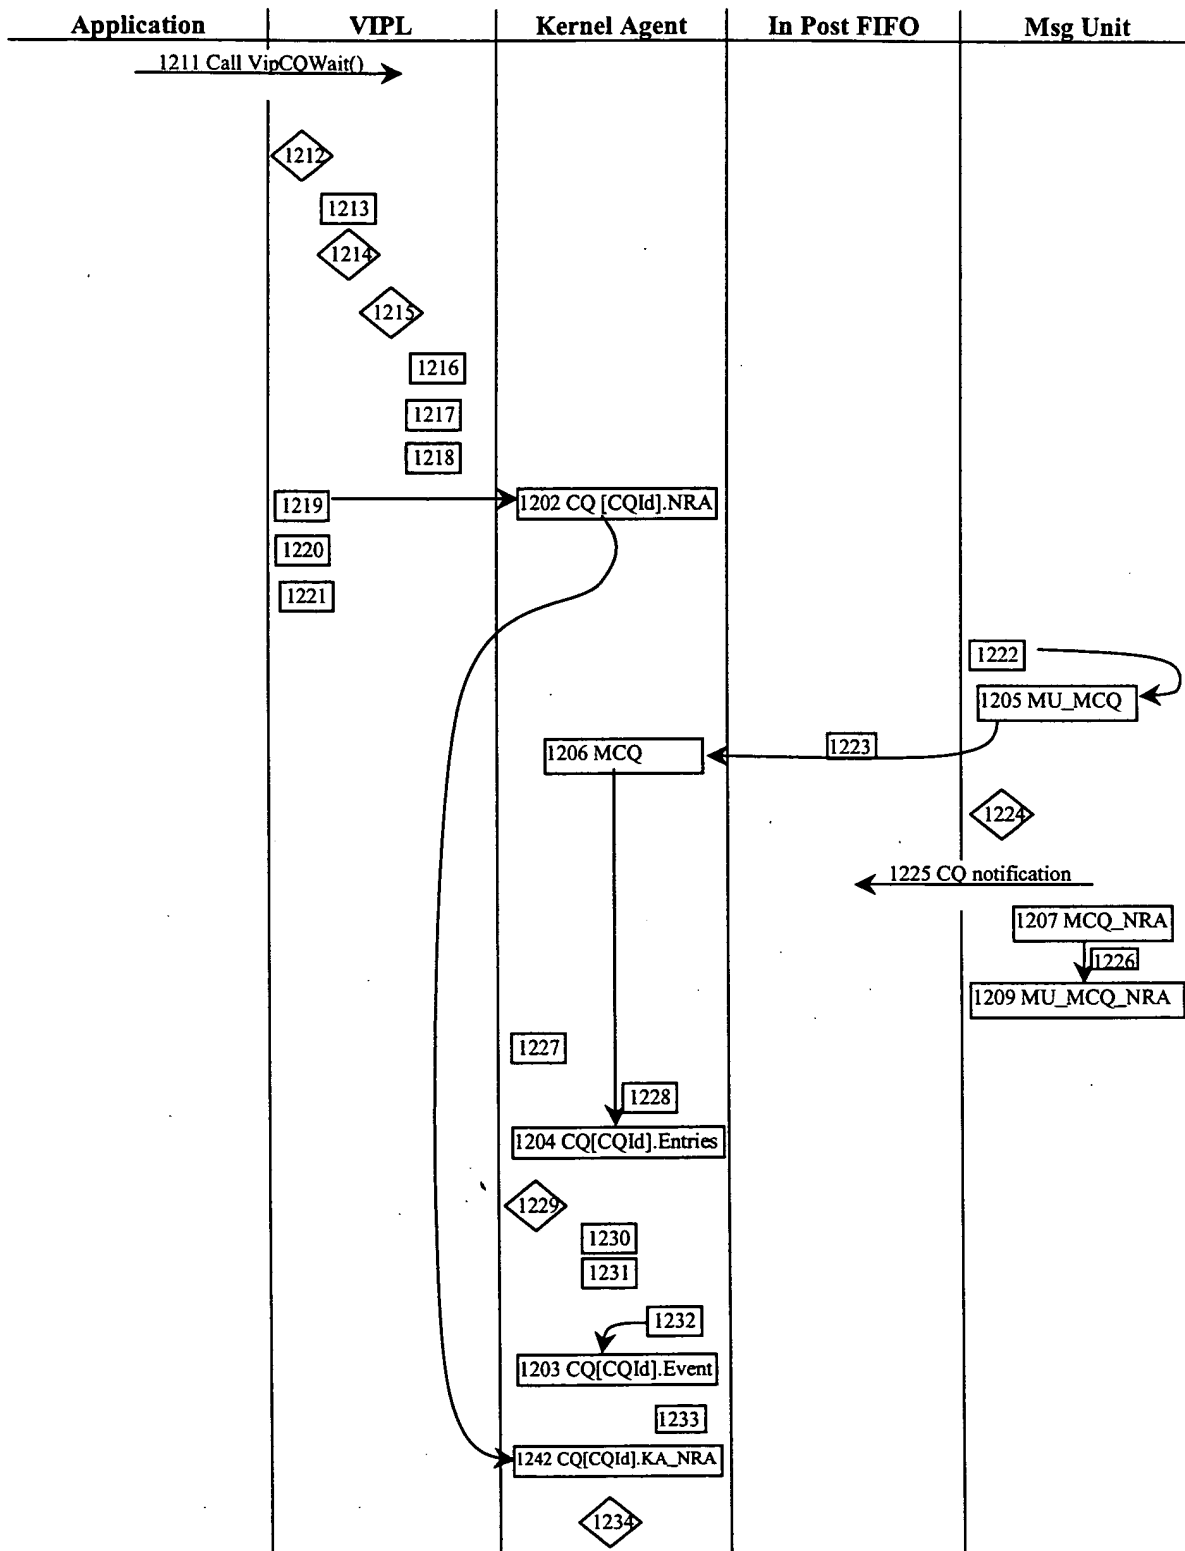 Application VIPL Kernel Agent In Post FIFO Msg Unit
1211 Call VipCQWait()
1212
1213
1214
1215
1216
1217
1218
1219 1202 CQ [CQId].NRA
1220
1221
1222
1205 MU_MCQ
1206 MCQ 1223
1224
1225 CQ notification
1207 MCQ_NRA
1226
1209 MU_MCQ_NRA
1227
1228
1204 CQ[CQId].Entries
1229
1230
1231
1232
1203 CQ[CQId].Event
1233
1242 CQ[CQId].KA_NRA
1234